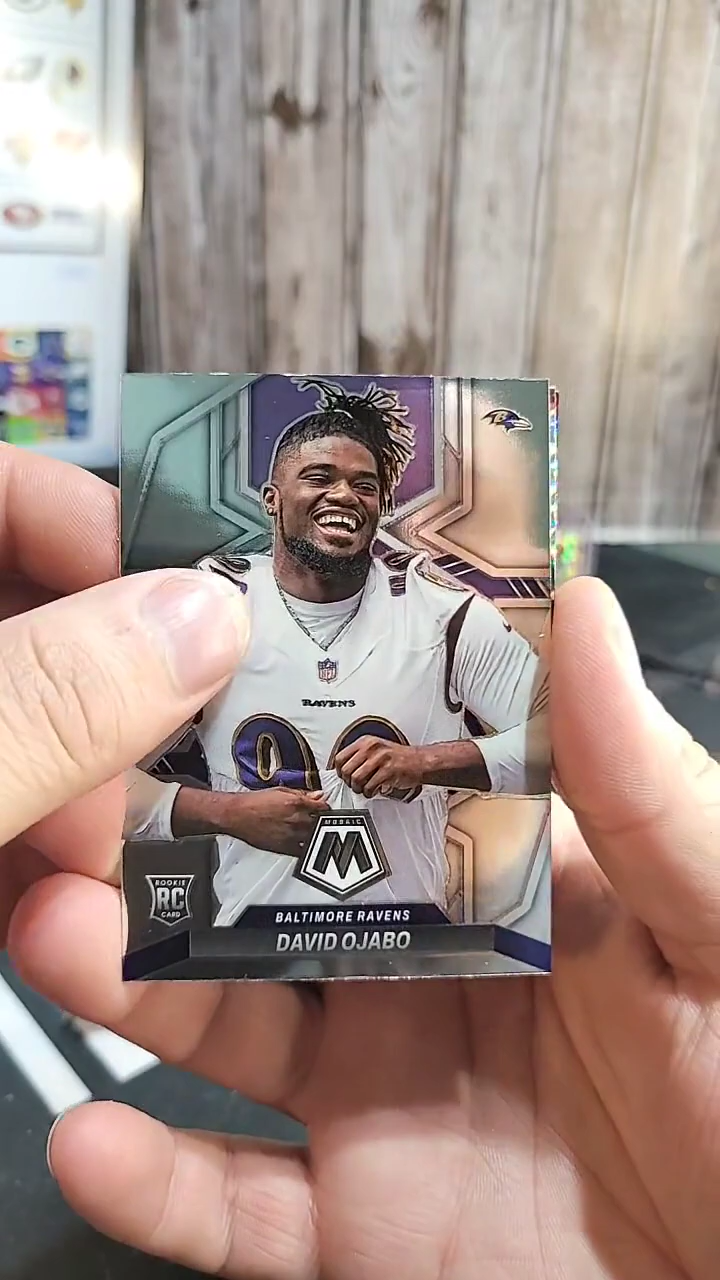 RAVENS
MOSAIC
M
ROOKIE
RC
CARD
BALTIMORE RAVENS
DAVID OJABO